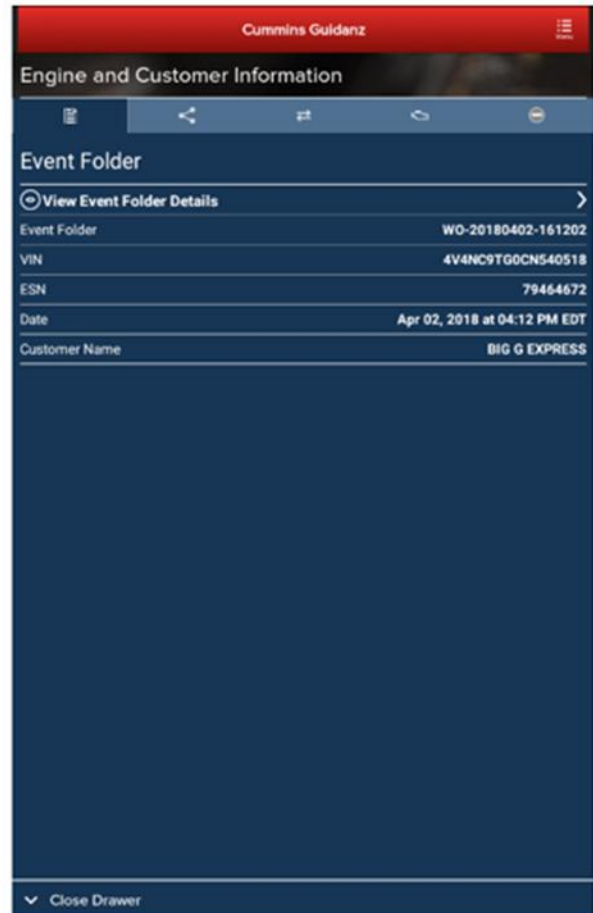 Cummins Guidanz
Menu
Engine and Customer Information
Event Folder
View Event Folder Details
Event Folder WO-20180402-161202
VIN 4V4NC9TG0CN540518
ESN 79464672
Date Apr 02, 2018 at 04:12 PM EDT
Customer Name BIG G EXPRESS
Close Drawer